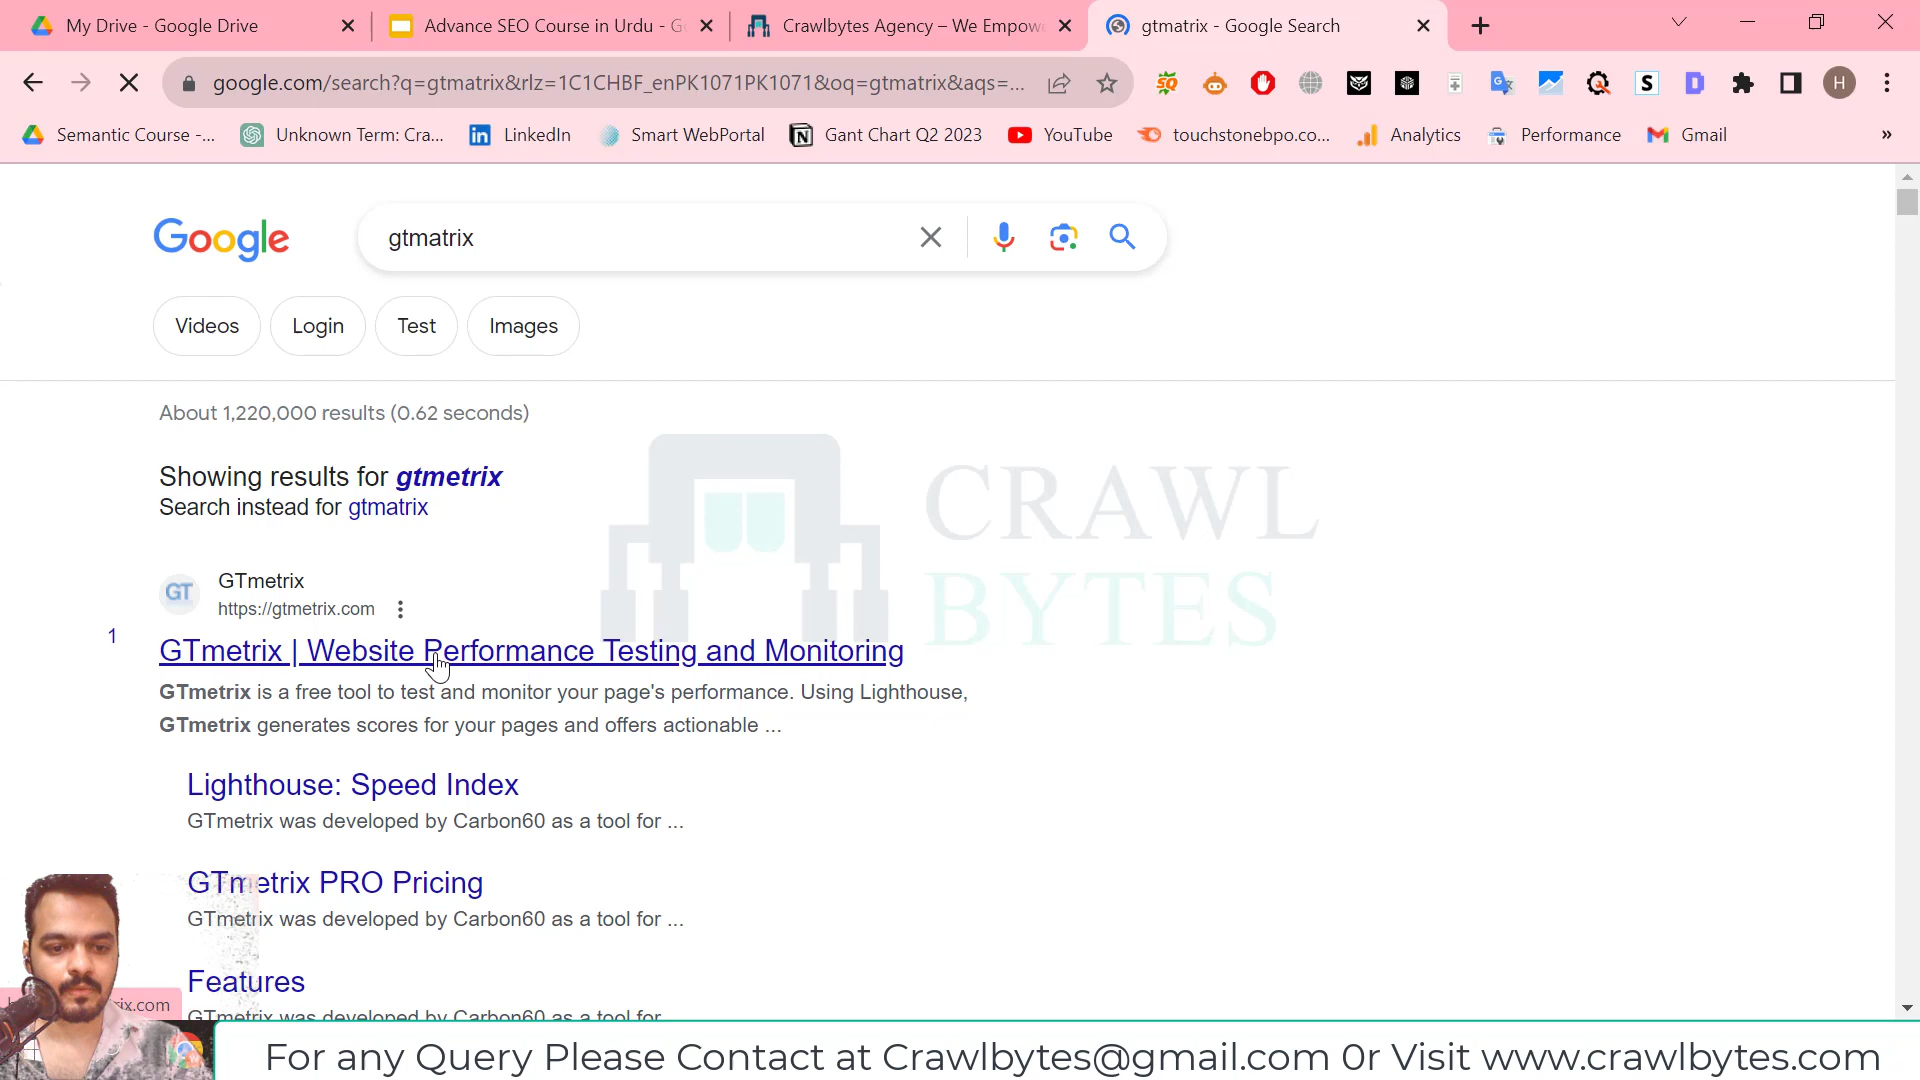 My Drive - Google Drive
Advance SEO Course in Urdu - G
Crawlbytes Agency – We Empow
gtmatrix - Google Search
google.com/search?q=gtmatrix&rlz=1C1CHBF_enPK1071PK1071&oq=gtmatrix&aqs=...
SQ
S
D
H
Semantic Course -...
Unknown Term: Cra...
LinkedIn
Smart WebPortal
Gant Chart Q2 2023
YouTube
touchstonebpo.co...
Analytics
Performance
Gmail
»
Google
gtmatrix
Videos
Login
Test
Images
About 1,220,000 results (0.62 seconds)
Showing results for gtmetrix
Search instead for gtmatrix
CRAWL
BYTES
GT
GTmetrix
https://gtmetrix.com
1
GTmetrix | Website Performance Testing and Monitoring
GTmetrix is a free tool to test and monitor your page's performance. Using Lighthouse,
GTmetrix generates scores for your pages and offers actionable ...
Lighthouse: Speed Index
GTmetrix was developed by Carbon60 as a tool for ...
GTmetrix PRO Pricing
GTmetrix was developed by Carbon60 as a tool for ...
Features
GTmetrix was developed by Carbon60 as a tool for
rix.com
For any Query Please Contact at Crawlbytes@gmail.com 0r Visit www.crawlbytes.com